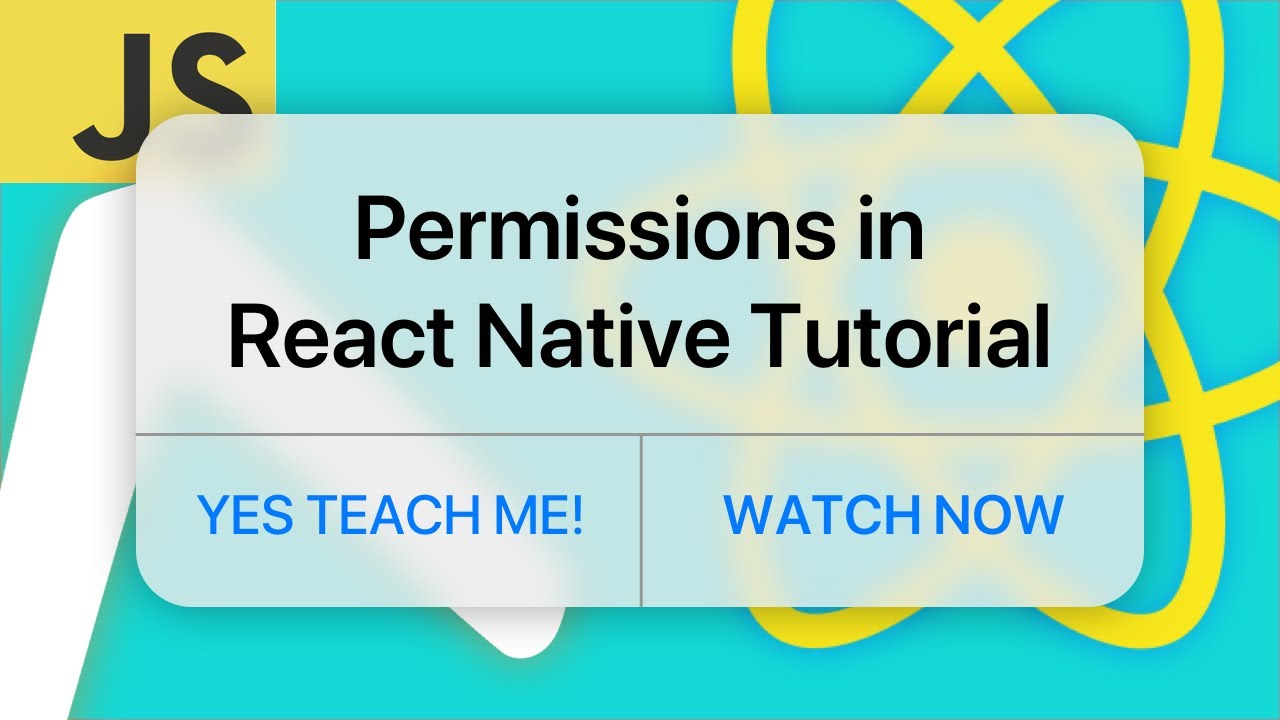 JS
Permissions in
React Native Tutorial
YES TEACH ME!
WATCH NOW